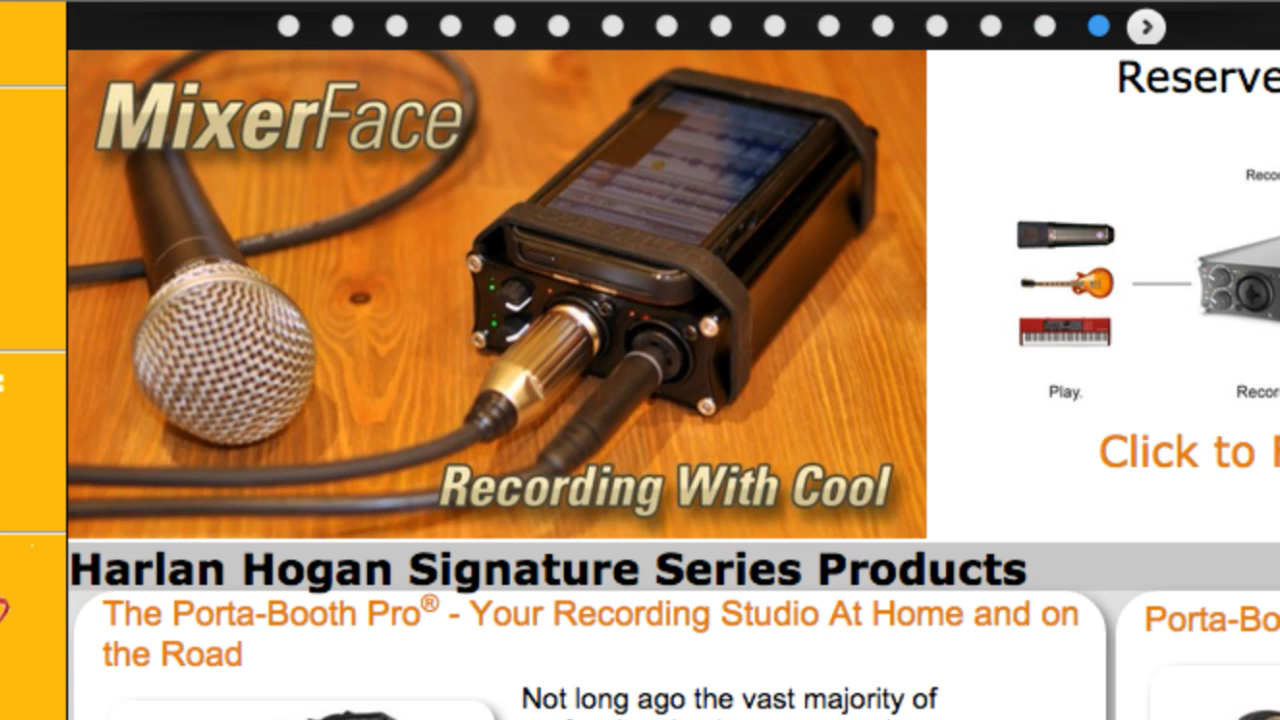 MixerFace
Recording With Cool
Reserve
Play.
Click to
Harlan Hogan Signature Series Products
The Porta-Booth Pro® - Your Recording Studio At Home and on
the Road
Not long ago the vast majority of